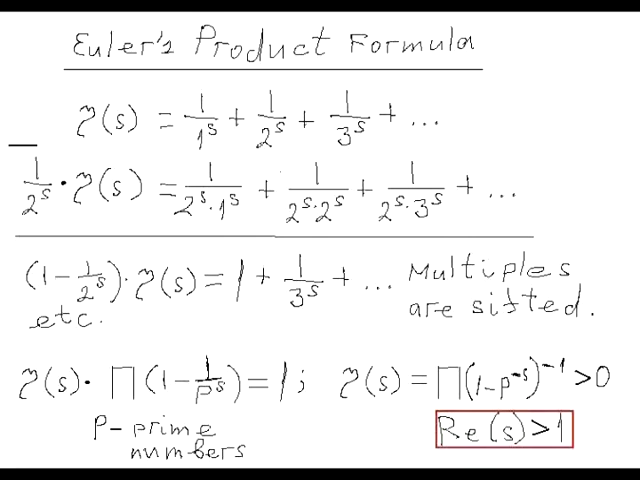 Euler's Product Formula
ζ(s) = 1/1^s + 1/2^s + 1/3^s + ...
— 1/2^s · ζ(s) = 1/(2^s · 1^s) + 1/(2^s · 2^s) + 1/(2^s · 3^s) + ...
(1 - 1/2^s) · ζ(s) = 1 + 1/3^s + ... Multiples
etc. are sifted.
ζ(s) · ∏ (1 - 1/p^s) = 1; ζ(s) = ∏(1-p^-s)^-1 > 0
P - prime numbers
Re(s) > 1